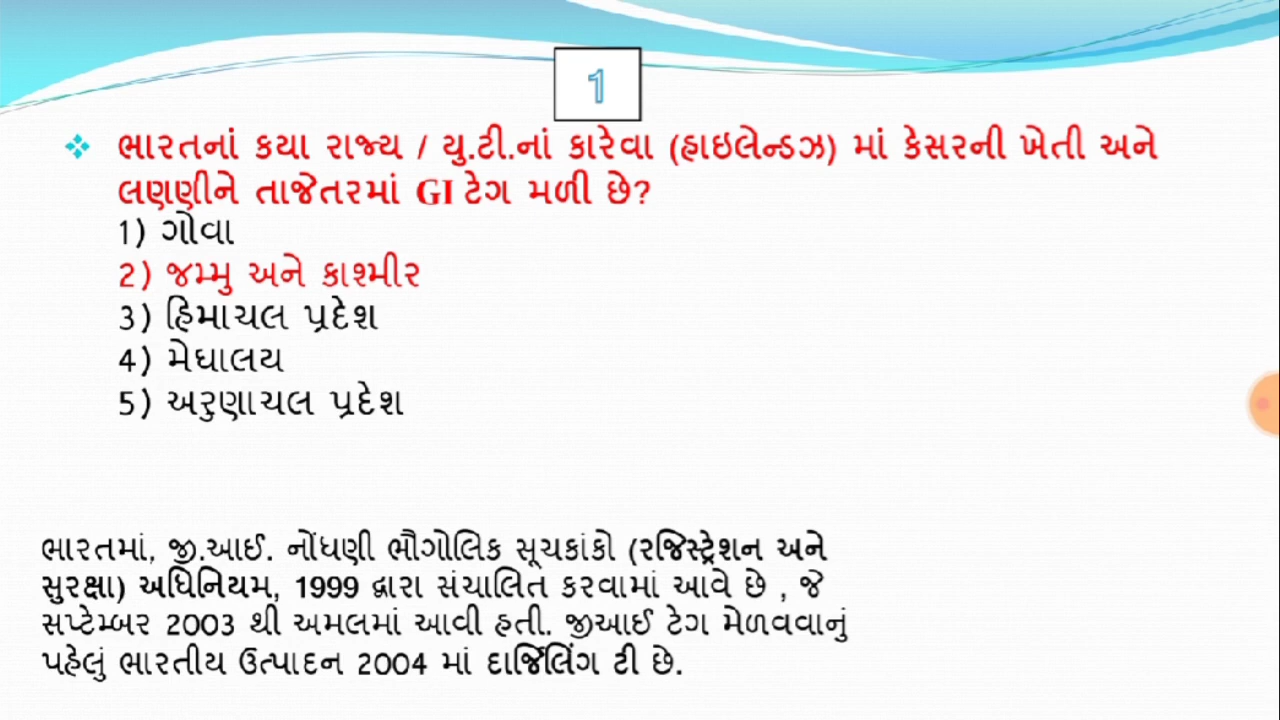 1
ભારતનાં કયા રાજ્ય / યુ.ટી.નાં કારેવા (હાઇલેન્ડઝ) માં કેસરની ખેતી અને
લણણીને તાજેતરમાં GI ટેગ મળી છે?
1) ગોવા
2) જમ્મુ અને કાશ્મીર
3) હિમાચલ પ્રદેશ
4) મેઘાલય
5) અરુણાચલ પ્રદેશ
ભારતમાં, જી.આઈ. નોંધણી ભૌગોલિક સૂચકાંકો (રજિસ્ટ્રેશન અને
સુરક્ષા) અધિનિયમ, 1999 દ્વારા સંચાલિત કરવામાં આવે છે , જે
સપ્ટેમ્બર 2003 થી અમલમાં આવી હતી. જીઆઈ ટેગ મેળવવાનું
પહેલું ભારતીય ઉત્પાદન 2004 માં દાર્જિલિંગ ટી છે.